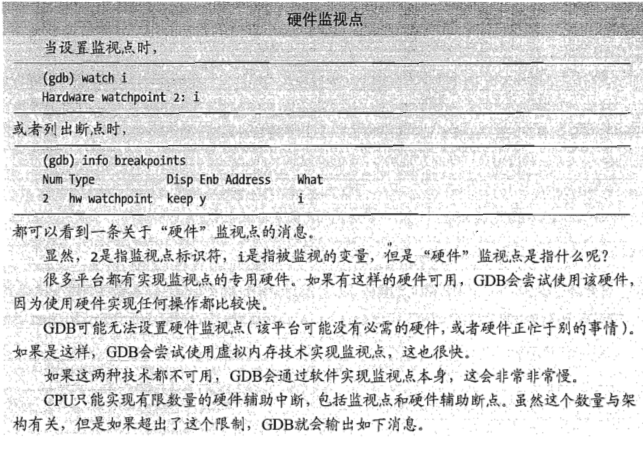 硬件监视点
当设置监视点时，
(gdb) watch i
Hardware watchpoint 2: i
或者列出断点时，
(gdb) info breakpoints
Num Type Disp Enb Address What
2 hw watchpoint keep y i
都可以看到一条关于“硬件”监视点的消息。
显然，2是指监视点标识符，i是指被监视的变量，但是“硬件”监视点是指什么呢？
很多平台都有实现监视点的专用硬件。如果有这样的硬件可用，GDB会尝试使用该硬件，
因为使用硬件实现任何操作都比较快。
GDB可能无法设置硬件监视点（该平台可能没有必需的硬件，或者硬件正忙于别的事情）。
如果是这样，GDB会尝试使用虚拟内存技术实现监视点，这也很快。
如果这两种技术都不可用，GDB会通过软件实现监视点本身，这会非常非常慢。
CPU只能实现有限数量的硬件辅助中断，包括监视点和硬件辅助断点。虽然这个数量与架
构有关，但是如果超出了这个限制，GDB就会输出如下消息。